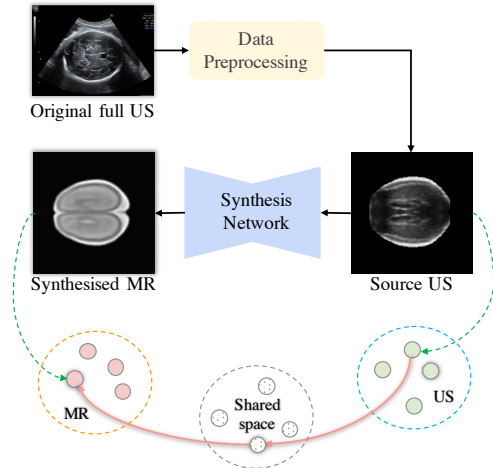 Data
Preprocessing
Original full US
Synthesis
Network
Synthesised MR
Source US
MR
Shared
space
US